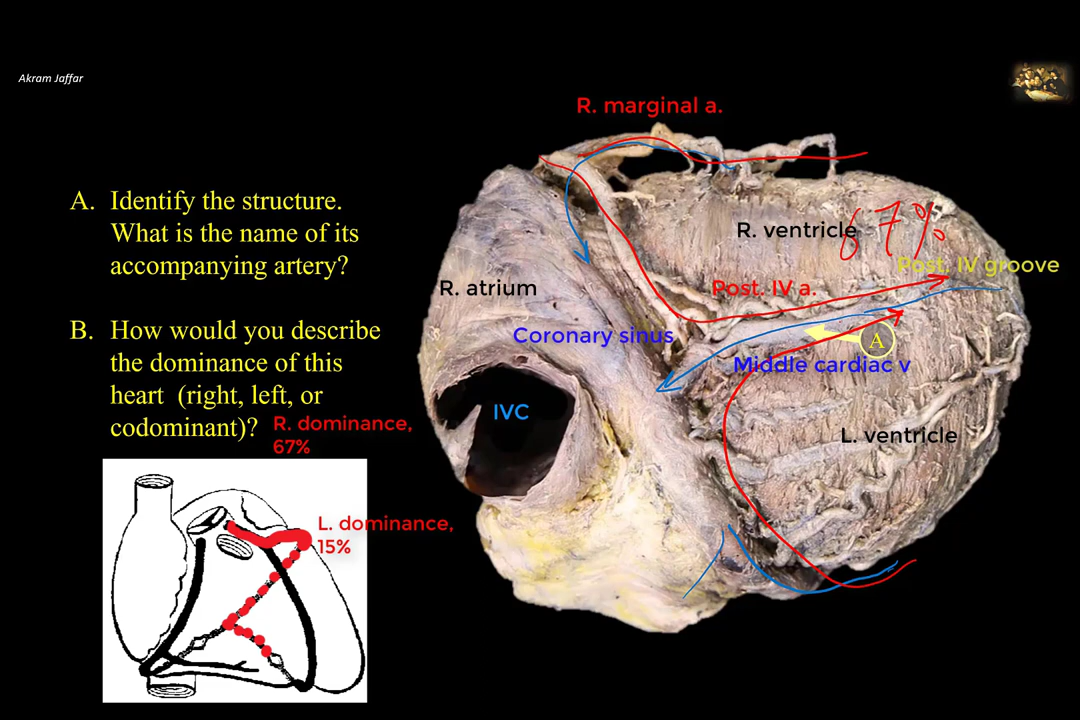 Akram Jaffar
A. Identify the structure.
What is the name of its
accompanying artery?
B. How would you describe
the dominance of this
heart (right, left, or
codominant)?
R. dominance,
67%
L. dominance,
15%
R. marginal a.
R. ventricle
67%
Post. IV groove
R. atrium
Post. IV a.
Coronary sinus
A
Middle cardiac v
IVC
L. ventricle